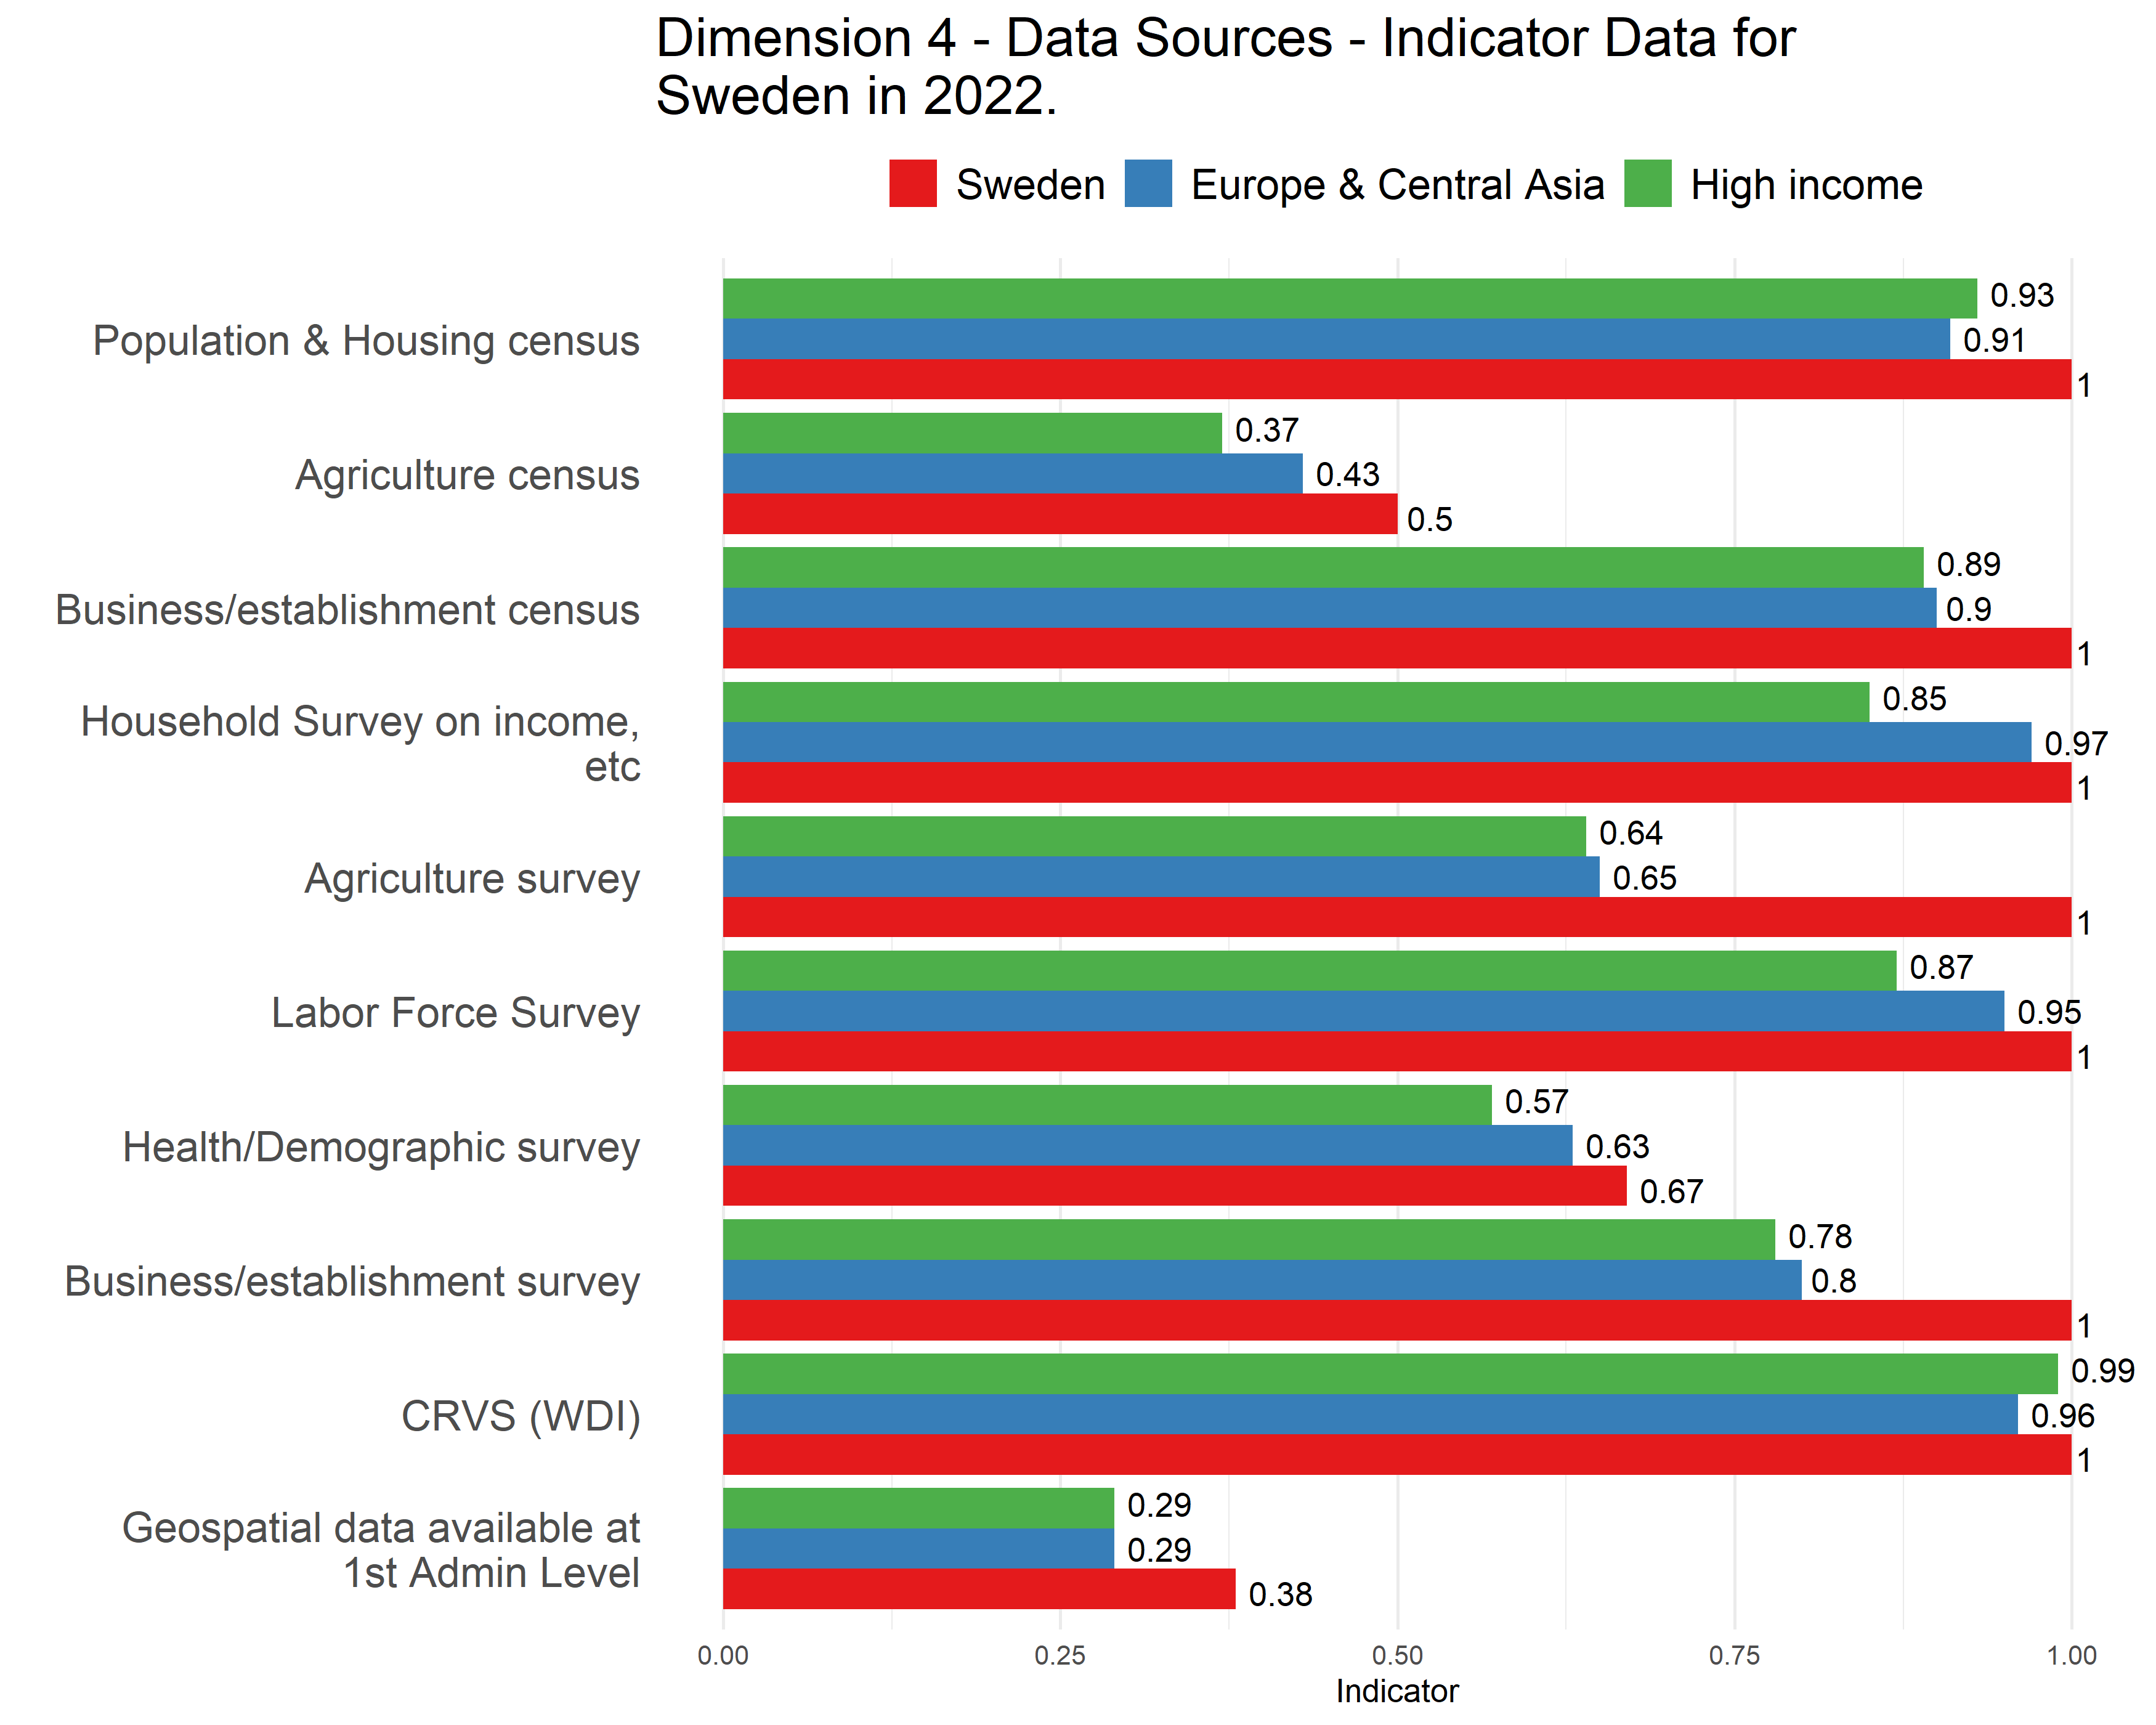 Dimension 4 - Data Sources - Indicator Data for
Sweden in 2022.
Sweden
Europe & Central Asia
High income
Population & Housing census
0.93
0.91
1
Agriculture census
0.37
0.43
0.5
Business/establishment census
0.89
0.9
1
Household Survey on income,
etc
0.85
0.97
1
Agriculture survey
0.64
0.65
1
Labor Force Survey
0.87
0.95
1
Health/Demographic survey
0.57
0.63
0.67
Business/establishment survey
0.78
0.8
1
CRVS (WDI)
0.99
0.96
1
Geospatial data available at
1st Admin Level
0.29
0.29
0.38
0.00
0.25
0.50
0.75
1.00
Indicator